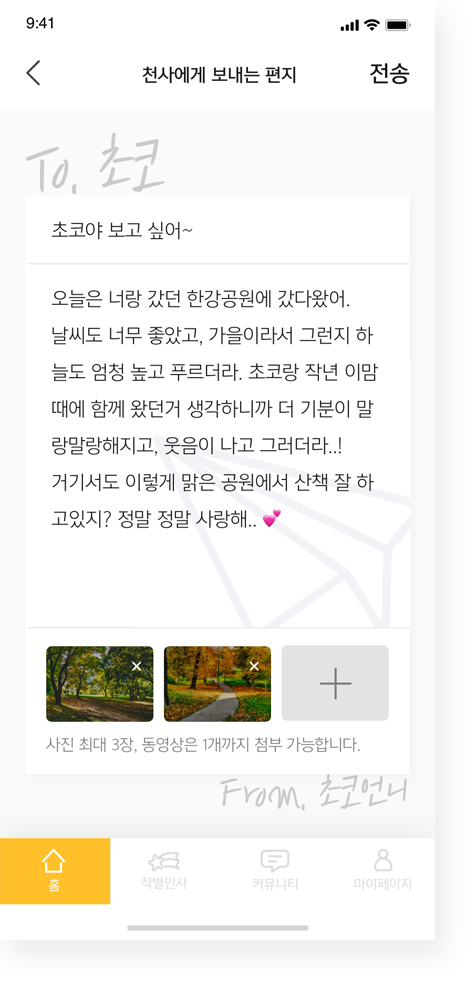 9:41
천사에게 보내는 편지
전송
To, 초코
초코야 보고 싶어~
오늘은 너랑 갔던 한강공원에 갔다왔어.
날씨도 너무 좋았고, 가을이라서 그런지 하
늘도 엄청 높고 푸르더라. 초코랑 작년 이맘
때에 함께 왔던거 생각하니까 더 기분이 말
랑말랑해지고, 웃음이 나고 그러더라..!
거기서도 이렇게 맑은 공원에서 산책 잘 하
고있지? 정말 정말 사랑해.. 💕
사진 최대 3장, 동영상은 1개까지 첨부 가능합니다.
From, 초코언니
홈
작별인사
커뮤니티
마이페이지